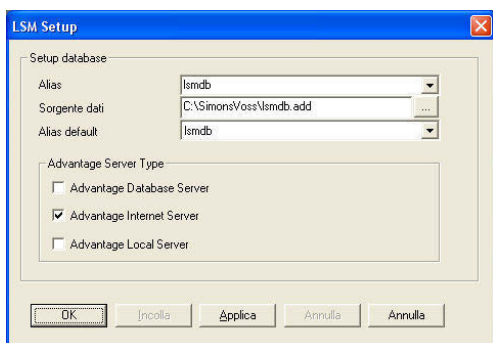 LSM Setup
Setup database
Alias lsmdb
Sorgente dati C:\SimonsVoss\lsmdb.add ...
Alias default lsmdb
Advantage Server Type
Advantage Database Server
Advantage Internet Server
Advantage Local Server
OK Incolla Applica Annulla Annulla